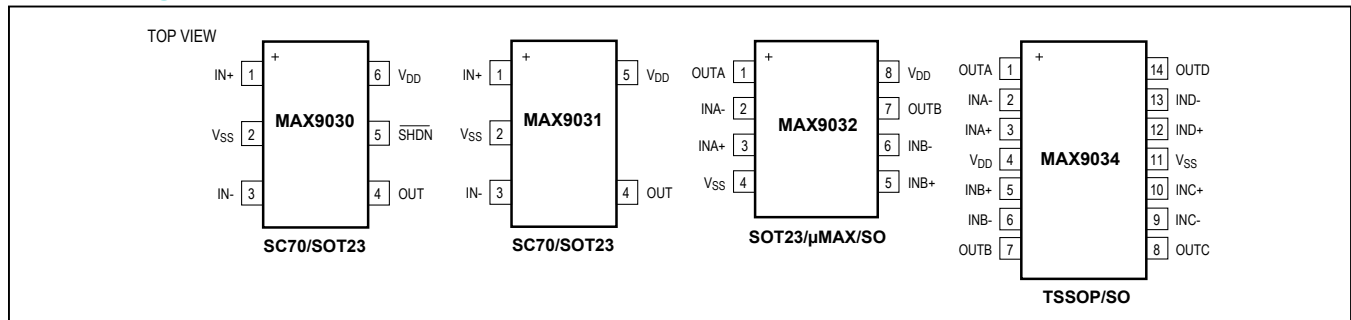 TOP VIEW
+
IN+ 1
6 VDD
VSS 2
MAX9030
5 SHDN
IN- 3
4 OUT
SC70/SOT23
+
IN+ 1
5 VDD
VSS 2
MAX9031
IN- 3
4 OUT
SC70/SOT23
+
OUTA 1
8 VDD
INA- 2
7 OUTB
MAX9032
INA+ 3
6 INB-
VSS 4
5 INB+
SOT23/µMAX/SO
+
OUTA 1
14 OUTD
INA- 2
13 IND-
INA+ 3
12 IND+
VDD 4
MAX9034
11 VSS
INB+ 5
10 INC+
INB- 6
9 INC-
OUTB 7
8 OUTC
TSSOP/SO